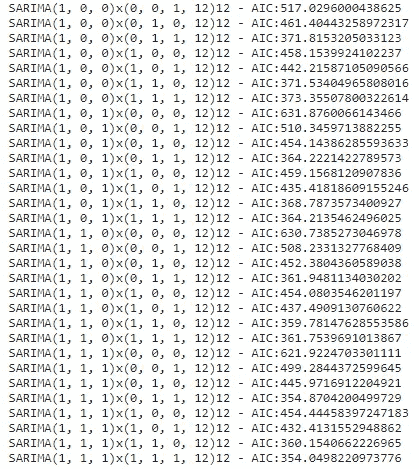 SARIMA(1, 0, 0)x(0, 0, 1, 12)12 - AIC:517.0296000438625
SARIMA(1, 0, 0)x(0, 1, 0, 12)12 - AIC:461.40443258972317
SARIMA(1, 0, 0)x(0, 1, 1, 12)12 - AIC:371.8153205033123
SARIMA(1, 0, 0)x(1, 0, 0, 12)12 - AIC:458.1539924102237
SARIMA(1, 0, 0)x(1, 0, 1, 12)12 - AIC:442.21587105090566
SARIMA(1, 0, 0)x(1, 1, 0, 12)12 - AIC:371.53404965808016
SARIMA(1, 0, 0)x(1, 1, 1, 12)12 - AIC:373.35507800322614
SARIMA(1, 0, 1)x(0, 0, 0, 12)12 - AIC:631.8760066143466
SARIMA(1, 0, 1)x(0, 0, 1, 12)12 - AIC:510.3459713882255
SARIMA(1, 0, 1)x(0, 1, 0, 12)12 - AIC:454.14386285593633
SARIMA(1, 0, 1)x(0, 1, 1, 12)12 - AIC:364.2221422789573
SARIMA(1, 0, 1)x(1, 0, 0, 12)12 - AIC:459.1568120907836
SARIMA(1, 0, 1)x(1, 0, 1, 12)12 - AIC:435.41818609155246
SARIMA(1, 0, 1)x(1, 1, 0, 12)12 - AIC:368.7873573400927
SARIMA(1, 0, 1)x(1, 1, 1, 12)12 - AIC:364.2135462496025
SARIMA(1, 1, 0)x(0, 0, 0, 12)12 - AIC:630.7385273046978
SARIMA(1, 1, 0)x(0, 0, 1, 12)12 - AIC:508.2331327768409
SARIMA(1, 1, 0)x(0, 1, 0, 12)12 - AIC:452.3804360589038
SARIMA(1, 1, 0)x(0, 1, 1, 12)12 - AIC:361.9481134030202
SARIMA(1, 1, 0)x(1, 0, 0, 12)12 - AIC:454.0803546201197
SARIMA(1, 1, 0)x(1, 0, 1, 12)12 - AIC:437.4909130760622
SARIMA(1, 1, 0)x(1, 1, 0, 12)12 - AIC:359.78147628553586
SARIMA(1, 1, 0)x(1, 1, 1, 12)12 - AIC:361.7539691013867
SARIMA(1, 1, 1)x(0, 0, 0, 12)12 - AIC:621.9224703301111
SARIMA(1, 1, 1)x(0, 0, 1, 12)12 - AIC:499.2844372599645
SARIMA(1, 1, 1)x(0, 1, 0, 12)12 - AIC:445.9716912204921
SARIMA(1, 1, 1)x(0, 1, 1, 12)12 - AIC:354.8704200499729
SARIMA(1, 1, 1)x(1, 0, 0, 12)12 - AIC:454.44458397247183
SARIMA(1, 1, 1)x(1, 0, 1, 12)12 - AIC:432.4131552948862
SARIMA(1, 1, 1)x(1, 1, 0, 12)12 - AIC:360.1540662226965
SARIMA(1, 1, 1)x(1, 1, 1, 12)12 - AIC:354.0498220973776